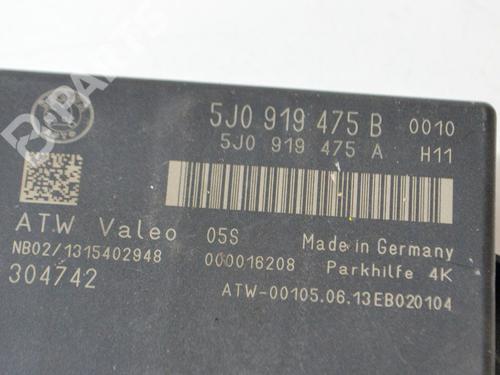 5J0 919 475 B 0010
5J0 919 475 A H11
ATW Valeo 05S Made in Germany
NB02/1315402948 000016208 Parkhilfe 4K
304742 ATW-00105.06.13EB020104